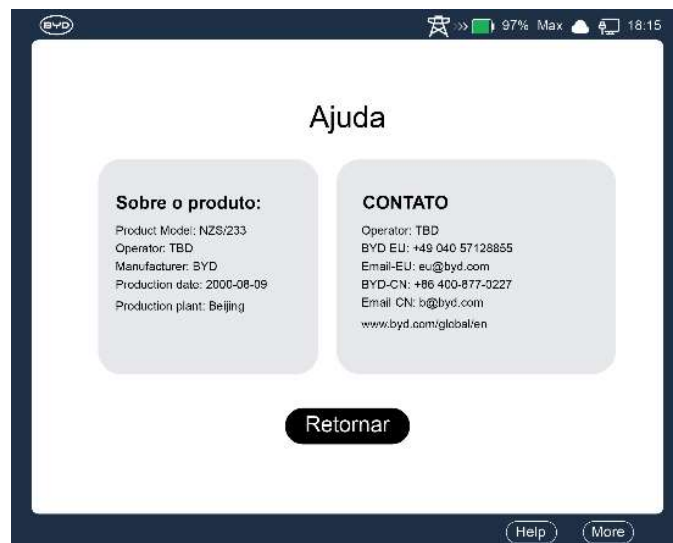 BYD
97% Max 18:15
Ajuda
Sobre o produto:
Product Model: NZS/233
Operator: TBD
Manufacturer: BYD
Production date: 2000-08-09
Production plant: Beijing
CONTATO
Operator: TBD
BYD EU: +49 040 57128855
Email-EU: eu@byd.com
BYD-CN: +86 400-877-0227
Email CN: b@byd.com
www.byd.com/global/en
Retornar
Help More